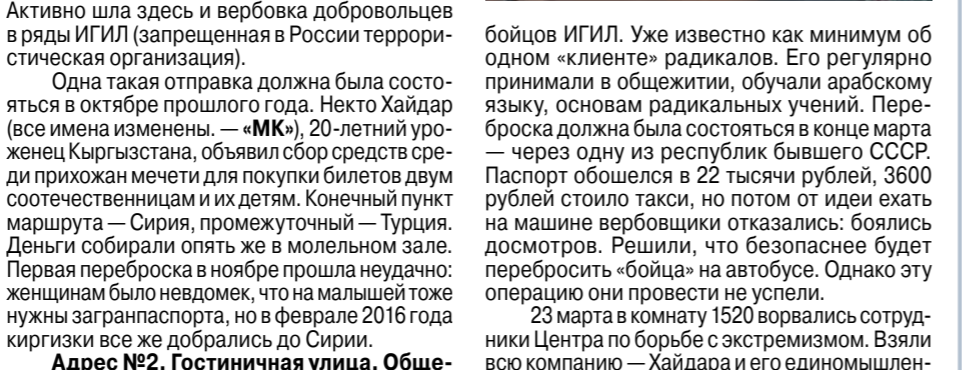 Активно шла здесь и вербовка добровольцев
в ряды ИГИЛ (запрещенная в России террори-
стическая организация).
Одна такая отправка должна была состо-
яться в октябре прошлого года. Некто Хайдар
(все имена изменены. — «МК»), 20-летний уро-
женец Кыргызстана, объявил сбор средств сре-
ди прихожан мечети для покупки билетов двум
соотечественницам и их детям. Конечный пункт
маршрута — Сирия, промежуточный — Турция.
Деньги собирали опять же в молельном зале.
Первая переброска в ноябре прошла неудачно:
женщинам было невдомек, что на малышей тоже
нужны загранпаспорта, но в феврале 2016 года
киргизки все же добрались до Сирии.
Адрес №2. Гостиничная улица. Обще-
бойцов ИГИЛ. Уже известно как минимум об
одном «клиенте» радикалов. Его регулярно
принимали в общежитии, обучали арабскому
языку, основам радикальных учений. Пере-
броска должна была состояться в конце марта
— через одну из республик бывшего СССР.
Паспорт обошелся в 22 тысячи рублей, 3600
рублей стоило такси, но потом от идеи ехать
на машине вербовщики отказались: боялись
досмотров. Решили, что безопаснее будет
перебросить «бойца» на автобусе. Однако эту
операцию они провести не успели.
23 марта в комнату 1520 ворвались сотруд-
ники Центра по борьбе с экстремизмом. Взяли
всю компанию — Хайдара и его единомышлен-